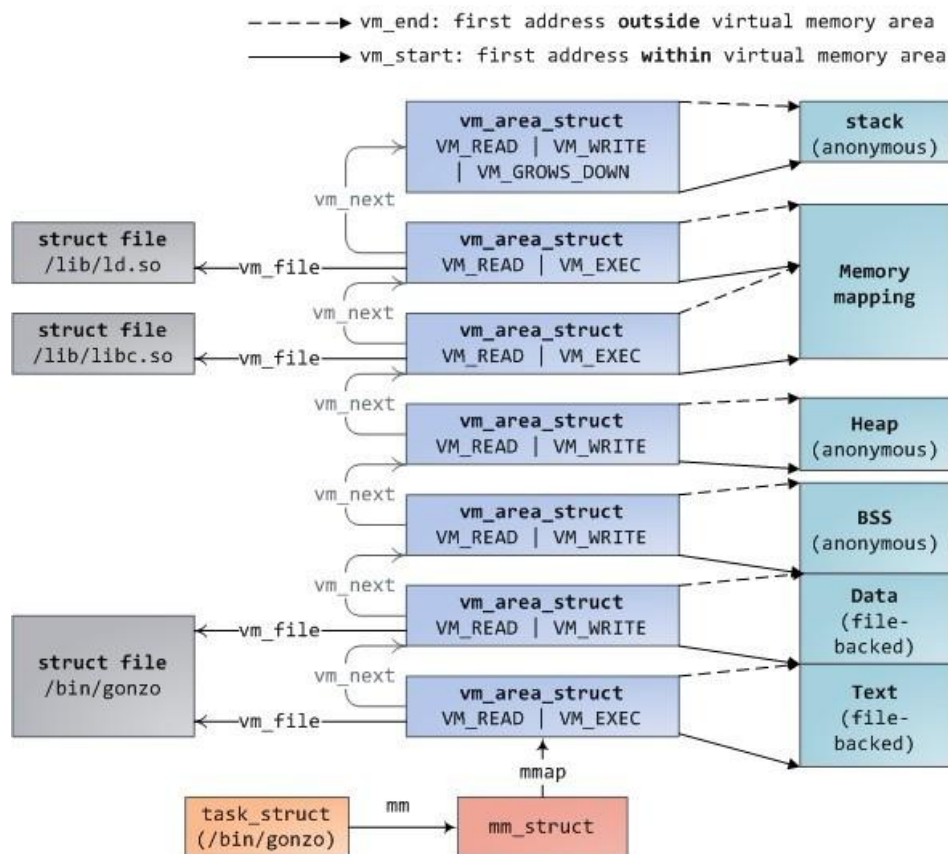 vm_end: first address outside virtual memory area
vm_start: first address within virtual memory area
vm_area_struct
VM_READ | VM_WRITE
| VM_GROWS_DOWN
stack
(anonymous)
vm_next
struct file
/lib/ld.so
vm_file
vm_area_struct
VM_READ | VM_EXEC
Memory
mapping
vm_next
struct file
/lib/libc.so
vm_file
vm_area_struct
VM_READ | VM_EXEC
vm_next
vm_area_struct
VM_READ | VM_WRITE
Heap
(anonymous)
vm_next
vm_area_struct
VM_READ | VM_WRITE
BSS
(anonymous)
vm_next
vm_area_struct
VM_READ | VM_WRITE
Data
(file-
backed)
vm_file
struct file
/bin/gonzo
vm_next
vm_file
vm_area_struct
VM_READ | VM_EXEC
Text
(file-
backed)
mmap
task_struct
(/bin/gonzo)
mm
mm_struct